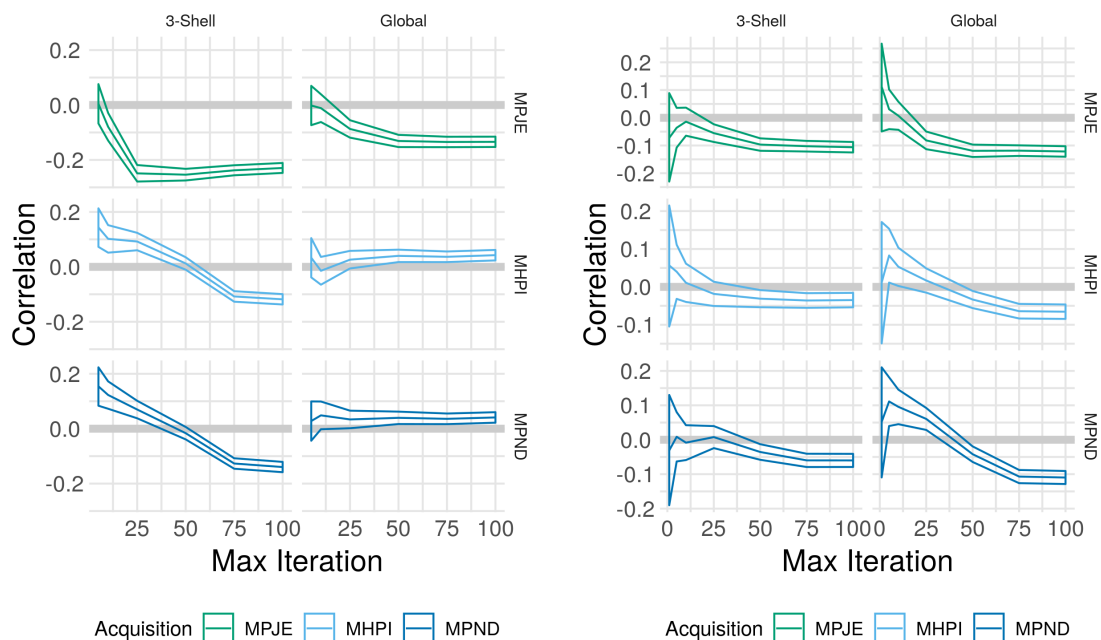 3-Shell Global
0.2
0.0
-0.2
MPJE
0.2
0.0
-0.2
MHPI
0.2
0.0
-0.2
MPND
Correlation
25 50 75 100 25 50 75 100
Max Iteration
Acquisition MPJE MHPI MPND
3-Shell Global
0.2
0.1
0.0
-0.1
-0.2
MPJE
0.2
0.1
0.0
-0.1
MHPI
0.2
0.1
0.0
-0.1
-0.2
MPND
Correlation
0 25 50 75 100 0 25 50 75 100
Max Iteration
Acquisition MPJE MHPI MPND